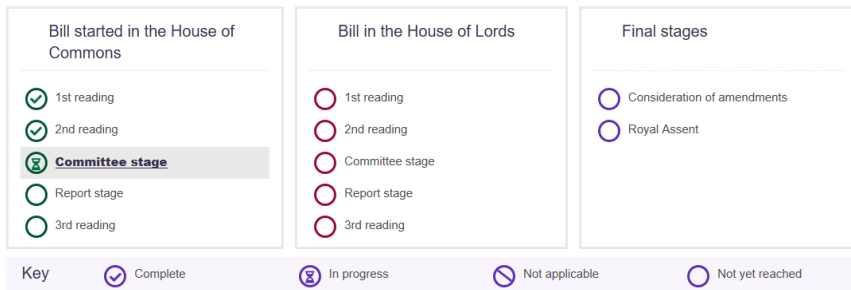 Bill started in the House of
Commons
1st reading
2nd reading
Committee stage
Report stage
3rd reading
Bill in the House of Lords
1st reading
2nd reading
Committee stage
Report stage
3rd reading
Final stages
Consideration of amendments
Royal Assent
Key
Complete
In progress
Not applicable
Not yet reached